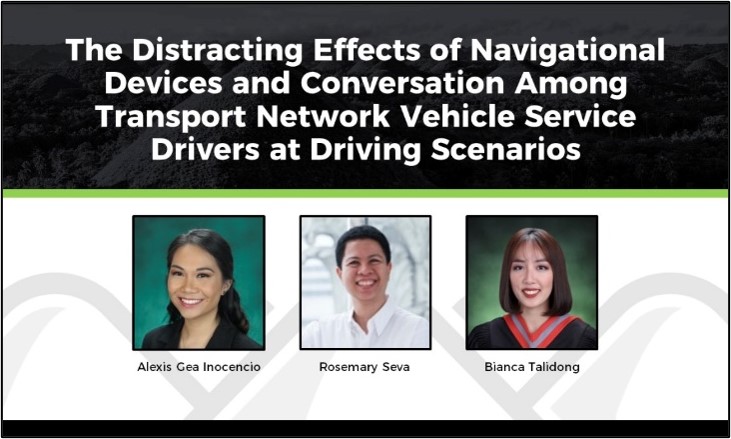 The Distracting Effects of Navigational
Devices and Conversation Among
Transport Network Vehicle Service
Drivers at Driving Scenarios
Alexis Gea Inocencio
Rosemary Seva
Bianca Talidong